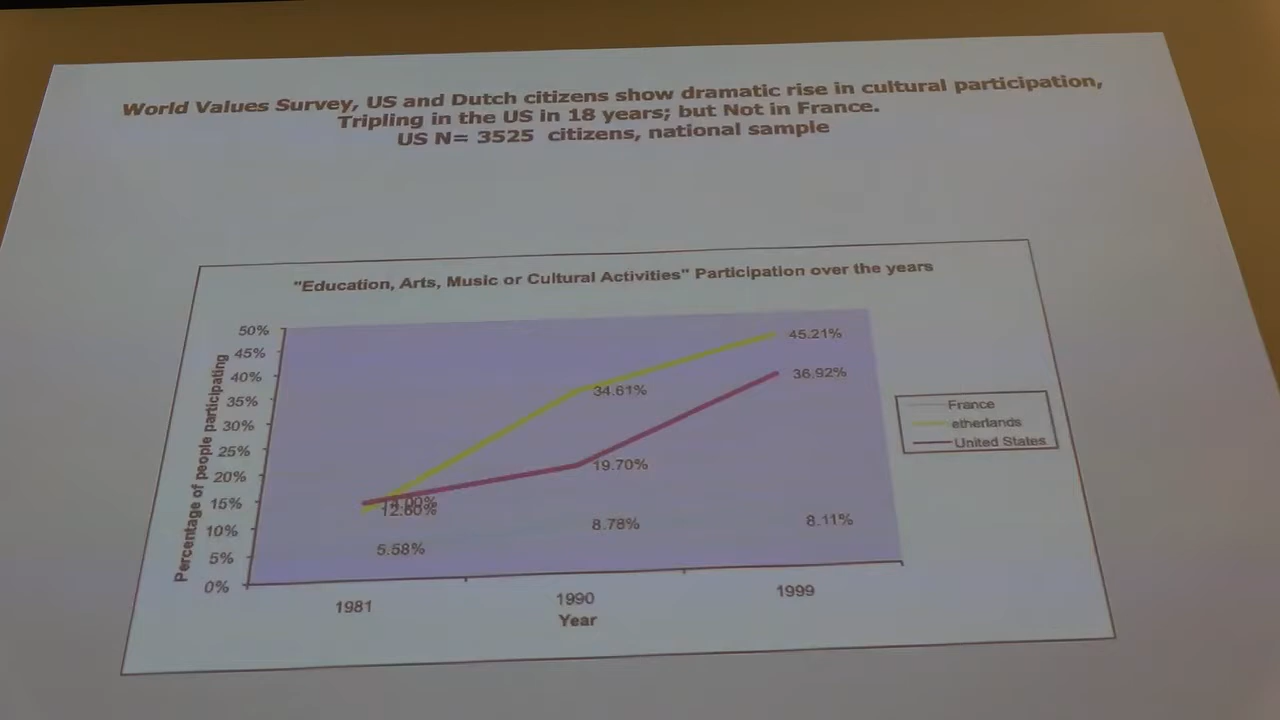 World Values Survey, US and Dutch citizens show dramatic rise in cultural participation,
Tripling in the US in 18 years; but Not in France.
US N= 3525 citizens, national sample
"Education, Arts, Music or Cultural Activities" Participation over the years
Percentage of people participating
50%
45%
40%
35%
30%
25%
20%
15%
10%
5%
0%
45.21%
36.92%
34.61%
19.70%
12.60%
8.78%
8.11%
5.58%
France
etherlands
United States
1981
1990
1999
Year